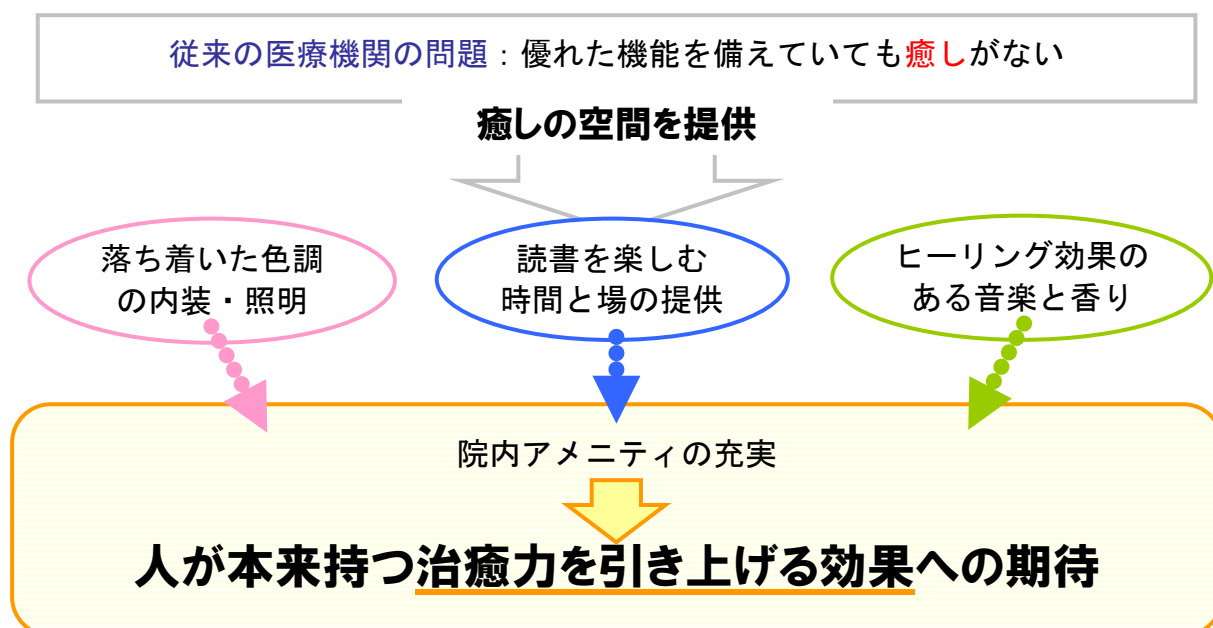 従来の医療機関の問題：優れた機能を備えていても癒しがない
癒しの空間を提供
落ち着いた色調
の内装・照明
読書を楽しむ
時間と場の提供
ヒーリング効果の
ある音楽と香り
院内アメニティの充実
人が本来持つ治癒力を引き上げる効果への期待